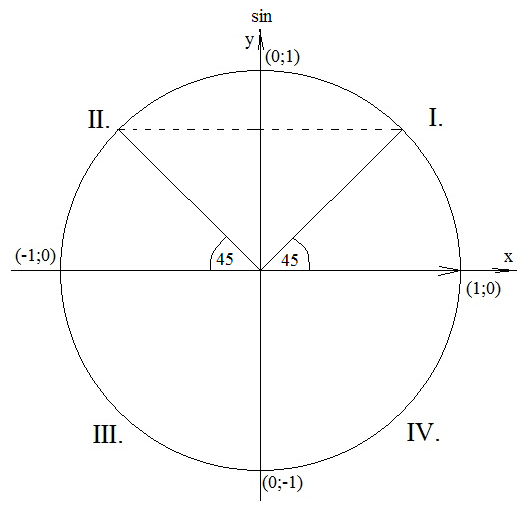 sin
y
(0;1)
II.
I.
(-1;0)
45
45
x
(1;0)
III.
IV.
(0;-1)